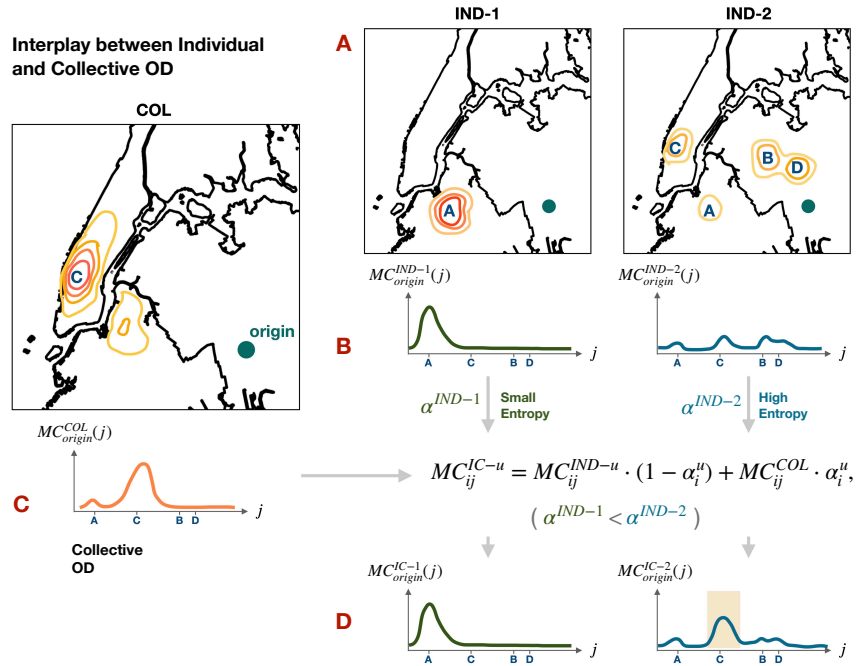 Interplay between Individual
and Collective OD
COL
C
origin
A
IND-1
A
IND-2
C
B
D
A
B
MC^{IND-1}_{origin}(j)
A C B D j
MC^{IND-2}_{origin}(j)
A C B D j
α^{IND-1}
Small
Entropy
α^{IND-2}
High
Entropy
C
MC^{COL}_{origin}(j)
A C B D j
Collective
OD
MC^{IC-u}_{ij} = MC^{IND-u}_{ij} · (1 - α^u_i) + MC^{COL}_{ij} · α^u_i,
( α^{IND-1} < α^{IND-2} )
D
MC^{IC-1}_{origin}(j)
A C B D j
MC^{IC-2}_{origin}(j)
A C B D j